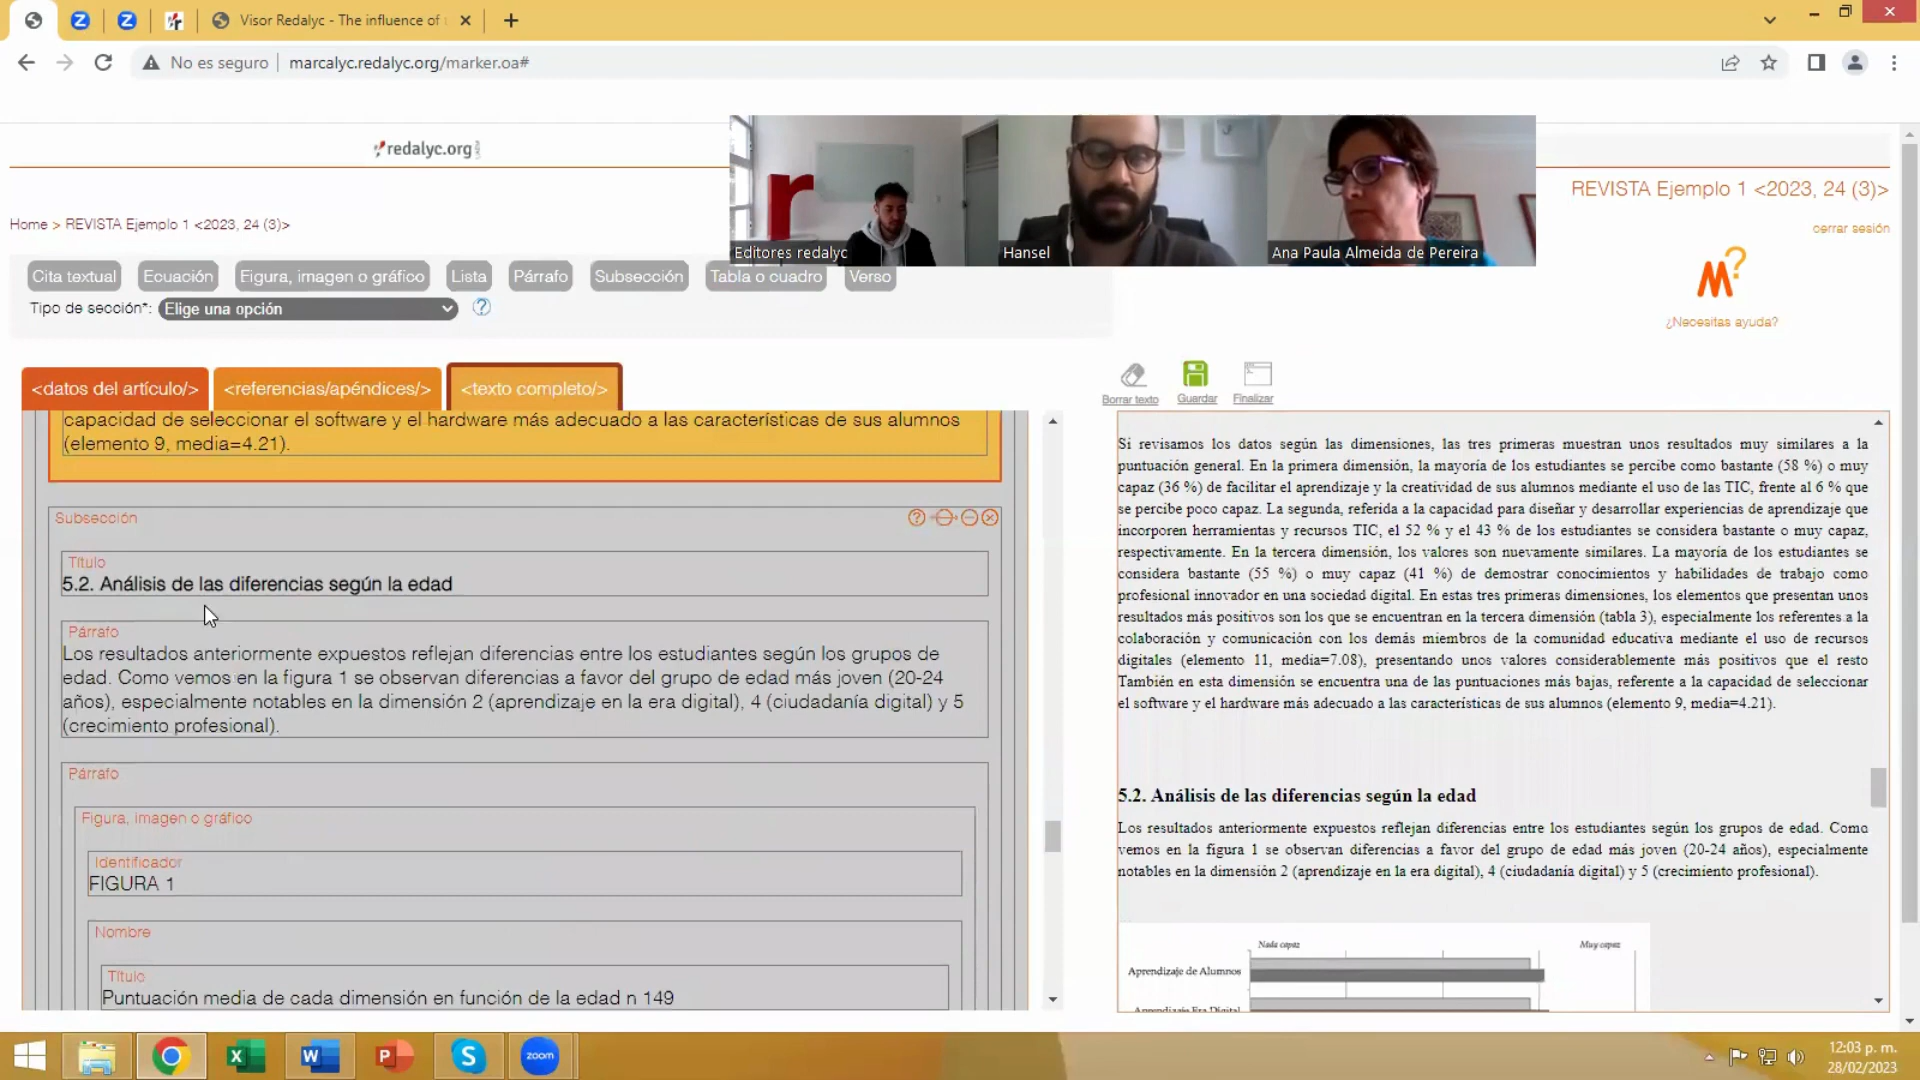 Visor Redalyc - The influence of
No es seguro
marcalyc.redalyc.org/marker.oa#
redalyc.org
Editores redalyc
Hansel
Ana Paula Almeida de Pereira
REVISTA Ejemplo 1 <2023, 24 (3)>
cerrar sesión
Home > REVISTA Ejemplo 1 <2023, 24 (3)>
Cita textual
Ecuación
Figura, imagen o gráfico
Lista
Párrafo
Subsección
Tabla o cuadro
Verso
Tipo de sección*:
Elige una opción
¿Necesitas ayuda?
<datos del artículo/>
<referencias/apéndices/>
<texto completo/>
Borrar texto
Guardar
Finalizar
capacidad de seleccionar el software y el hardware más adecuado a las características de sus alumnos
(elemento 9, media=4.21).
Subsección
Título
5.2. Análisis de las diferencias según la edad
Párrafo
Los resultados anteriormente expuestos reflejan diferencias entre los estudiantes según los grupos de
edad. Como vemos en la figura 1 se observan diferencias a favor del grupo de edad más joven (20-24
años), especialmente notables en la dimensión 2 (aprendizaje en la era digital), 4 (ciudadanía digital) y 5
(crecimiento profesional).
Párrafo
Figura, imagen o gráfico
Identificador
FIGURA 1
Nombre
Título
Puntuación media de cada dimensión en función de la edad n 149
Si revisamos los datos según las dimensiones, las tres primeras muestran unos resultados muy similares a la
puntuación general. En la primera dimensión, la mayoría de los estudiantes se percibe como bastante (58 %) o muy
capaz (36 %) de facilitar el aprendizaje y la creatividad de sus alumnos mediante el uso de las TIC, frente al 6 % que
se percibe poco capaz. La segunda, referida a la capacidad para diseñar y desarrollar experiencias de aprendizaje que
incorporen herramientas y recursos TIC, el 52 % y el 43 % de los estudiantes se considera bastante o muy capaz,
respectivamente. En la tercera dimensión, los valores son nuevamente similares. La mayoría de los estudiantes se
considera bastante (55 %) o muy capaz (41 %) de demostrar conocimientos y habilidades de trabajo como
profesional innovador en una sociedad digital. En estas tres primeras dimensiones, los elementos que presentan unos
resultados más positivos son los que se encuentran en la tercera dimensión (tabla 3), especialmente los referentes a la
colaboración y comunicación con los demás miembros de la comunidad educativa mediante el uso de recursos
digitales (elemento 11, media=7.08), presentando unos valores considerablemente más positivos que el resto
También en esta dimensión se encuentra una de las puntuaciones más bajas, referente a la capacidad de seleccionar
el software y el hardware más adecuado a las características de sus alumnos (elemento 9, media=4.21).
5.2. Análisis de las diferencias según la edad
Los resultados anteriormente expuestos reflejan diferencias entre los estudiantes según los grupos de edad. Como
vemos en la figura 1 se observan diferencias a favor del grupo de edad más joven (20-24 años), especialmente
notables en la dimensión 2 (aprendizaje en la era digital), 4 (ciudadanía digital) y 5 (crecimiento profesional).
Nada capaz
Muy capaz
Aprendizaje de Alumnos
Aprendizaje Era Digital
zoom
12:03 p. m.
28/02/2023